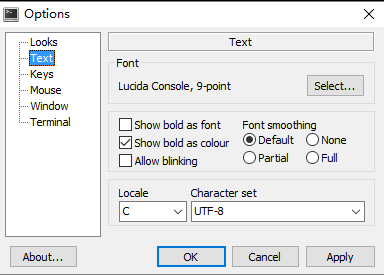 Options
Looks
Text
Keys
Mouse
Window
Terminal
Text
Font
Lucida Console, 9-point
Select...
Show bold as font
Show bold as colour
Allow blinking
Font smoothing
Default
None
Partial
Full
Locale
Character set
C
UTF-8
About...
OK
Cancel
Apply